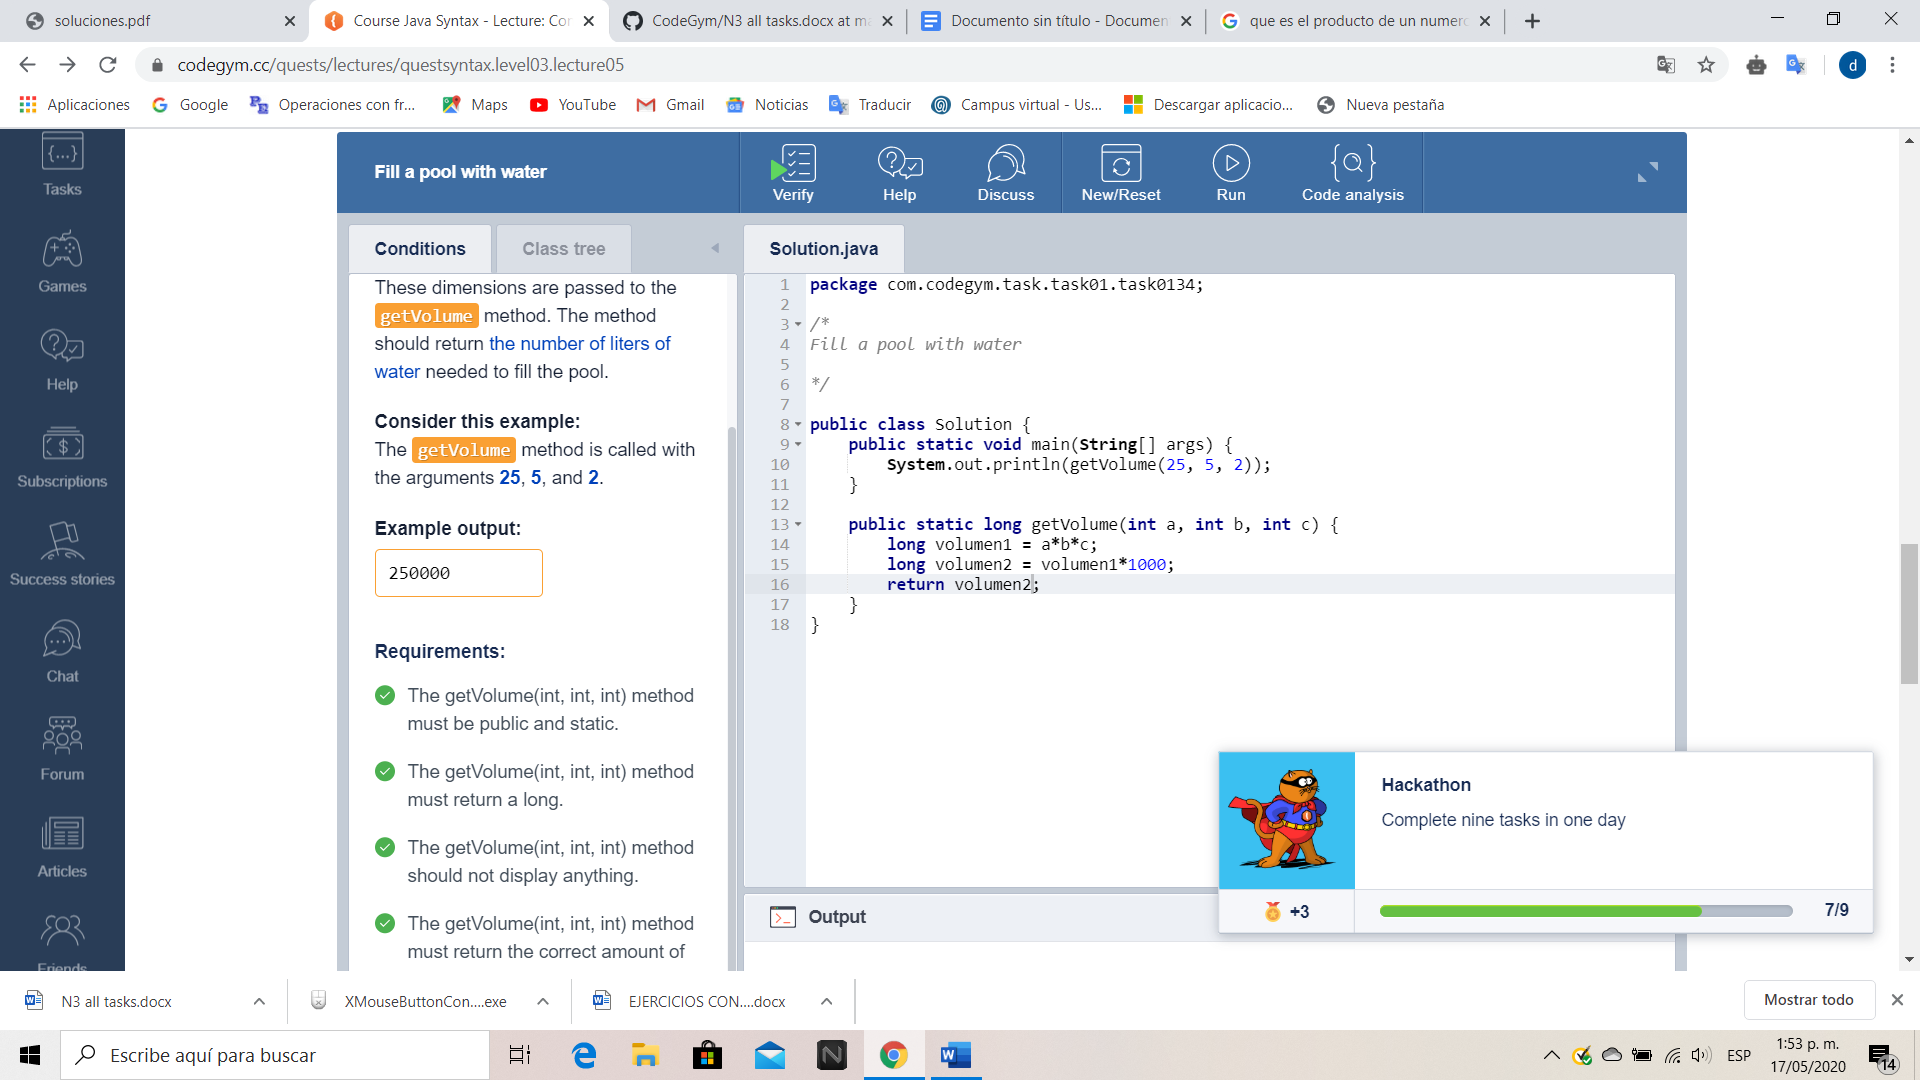 soluciones.pdf
Course Java Syntax - Lecture: Cor
CodeGym/N3 all tasks.docx at ma
Documento sin título - Documen
que es el producto de un numero
codegym.cc/quests/lectures/questsyntax.level03.lecture05
d
Aplicaciones
Google
Operaciones con fr...
Maps
YouTube
Gmail
Noticias
Traducir
Campus virtual - Us...
Descargar aplicacio...
Nueva pestaña
Tasks
Games
Help
Subscriptions
Success stories
Chat
Forum
Articles
Friends
Fill a pool with water
Verify
Help
Discuss
New/Reset
Run
Code analysis
Conditions
Class tree
These dimensions are passed to the
getVolume method. The method
should return the number of liters of
water needed to fill the pool.
Consider this example:
The getVolume method is called with
the arguments 25, 5, and 2.
Example output:
250000
Requirements:
The getVolume(int, int, int) method
must be public and static.
The getVolume(int, int, int) method
must return a long.
The getVolume(int, int, int) method
should not display anything.
The getVolume(int, int, int) method
must return the correct amount of
Solution.java
1 package com.codegym.task.task01.task0134;
2
3 /*
4 Fill a pool with water
5
6 */
7
8 public class Solution {
9 public static void main(String[] args) {
10 System.out.println(getVolume(25, 5, 2));
11 }
12
13 public static long getVolume(int a, int b, int c) {
14 long volumen1 = a*b*c;
15 long volumen2 = volumen1*1000;
16 return volumen2;
17 }
18 }
Output
Hackathon
Complete nine tasks in one day
+3
7/9
N3 all tasks.docx
XMouseButtonCon....exe
EJERCICIOS CON....docx
Mostrar todo
Escribe aquí para buscar
ESP
1:53 p. m.
17/05/2020
14